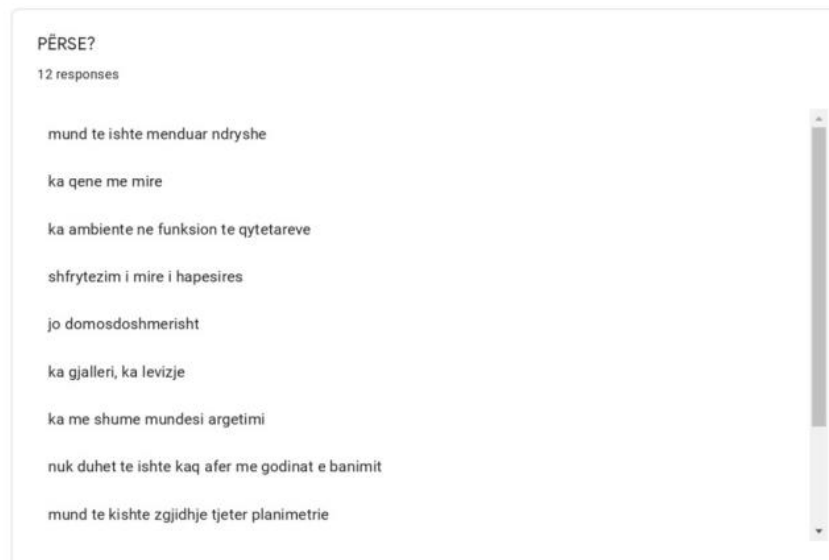 PËRSE?
12 responses
mund te ishte menduar ndryshe
ka qene me mire
ka ambiente ne funksion te qytetareve
shfrytezim i mire i hapesires
jo domosdoshmerisht
ka gjalleri, ka levizje
ka me shume mundesi argetimi
nuk duhet te ishte kaq afer me godinat e banimit
mund te kishte zgjidhje tjeter planimetrie